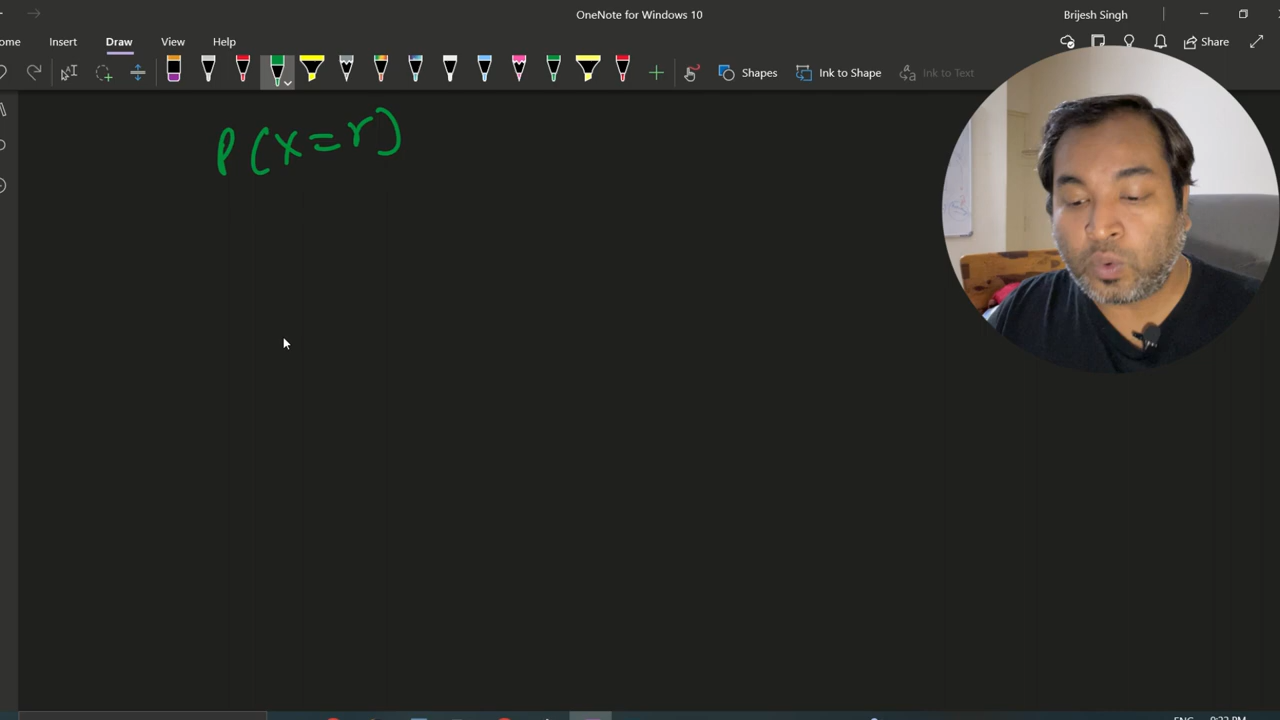 OneNote for Windows 10
Brijesh Singh
ome Insert Draw View Help
Share
Shapes Ink to Shape Ink to Text
P(x=r)